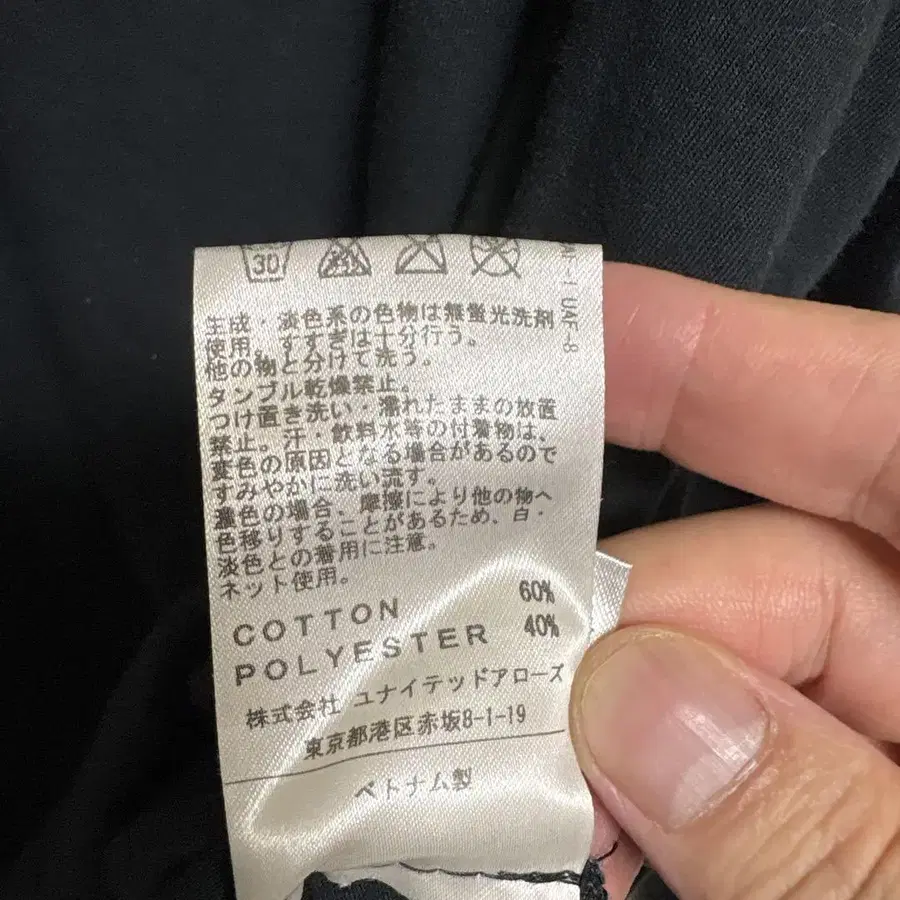 30
生成・淡色系の色物は無蛍光洗剤
使用。すすぎは十分行う。
他の物と分けて洗う。
タンブル乾燥禁止。
つけ置き洗い・濡れたままの放置
禁止。汗・飲料水等の付着物は、
変色の原因となる場合があるので
すみやかに洗い流す。
濃色の場合、摩擦により他の物へ
色移りすることがあるため、白・
淡色との着用に注意。
ネット使用。
COTTON 60%
POLYESTER 40%
株式会社 ユナイテッドアローズ
東京都港区赤坂8-1-19
ベトナム製
-1 UAF-8